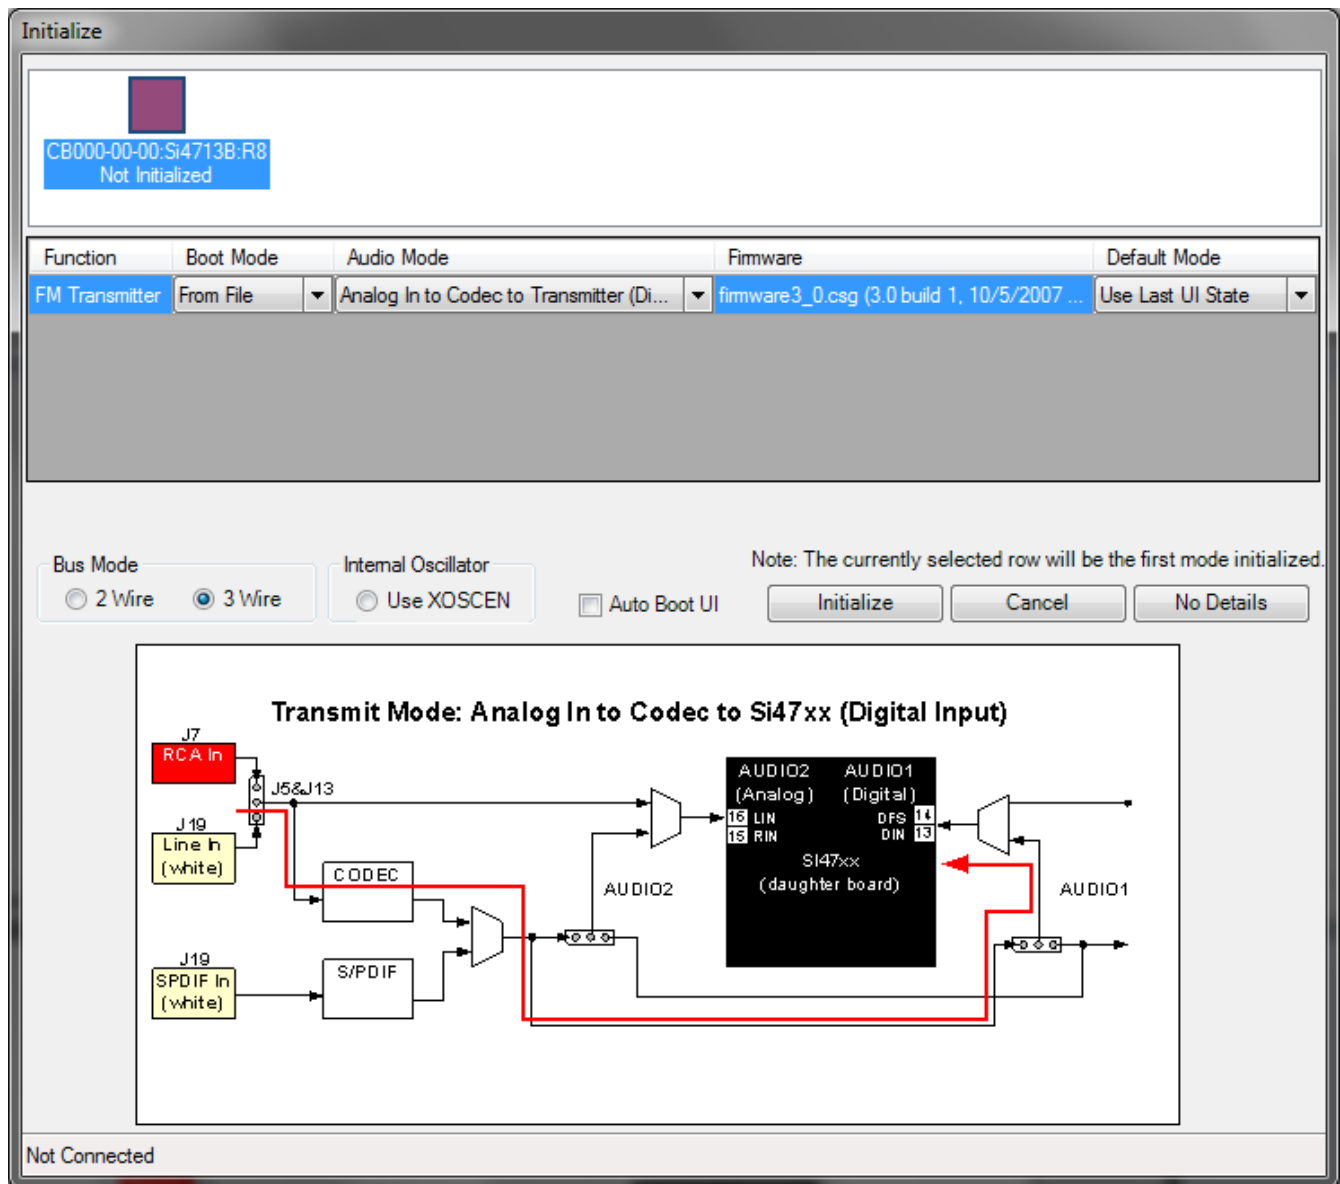 Initialize
CB000-00-00:Si4713B:R8
Not Initialized
Function Boot Mode Audio Mode Firmware Default Mode
FM Transmitter From File Analog In to Codec to Transmitter (Di... firmware3_0.csg (3.0 build 1, 10/5/2007 ... Use Last UI State
Note: The currently selected row will be the first mode initialized.
Bus Mode Internal Oscillator
2 Wire 3 Wire Use XOSCEN Auto Boot UI Initialize Cancel No Details
Transmit Mode: Analog In to Codec to Si47xx (Digital Input)
J7
RCA In
J5&J13
J19
Line In
(white)
CODEC
AUDIO2
J19
SPDIF In
(white)
S/PDIF
AUDIO2 AUDIO1
(Analog) (Digital)
16 LIN DFS 14
15 RIN DIN 13
SI47xx
(daughter board)
AUDIO1
Not Connected